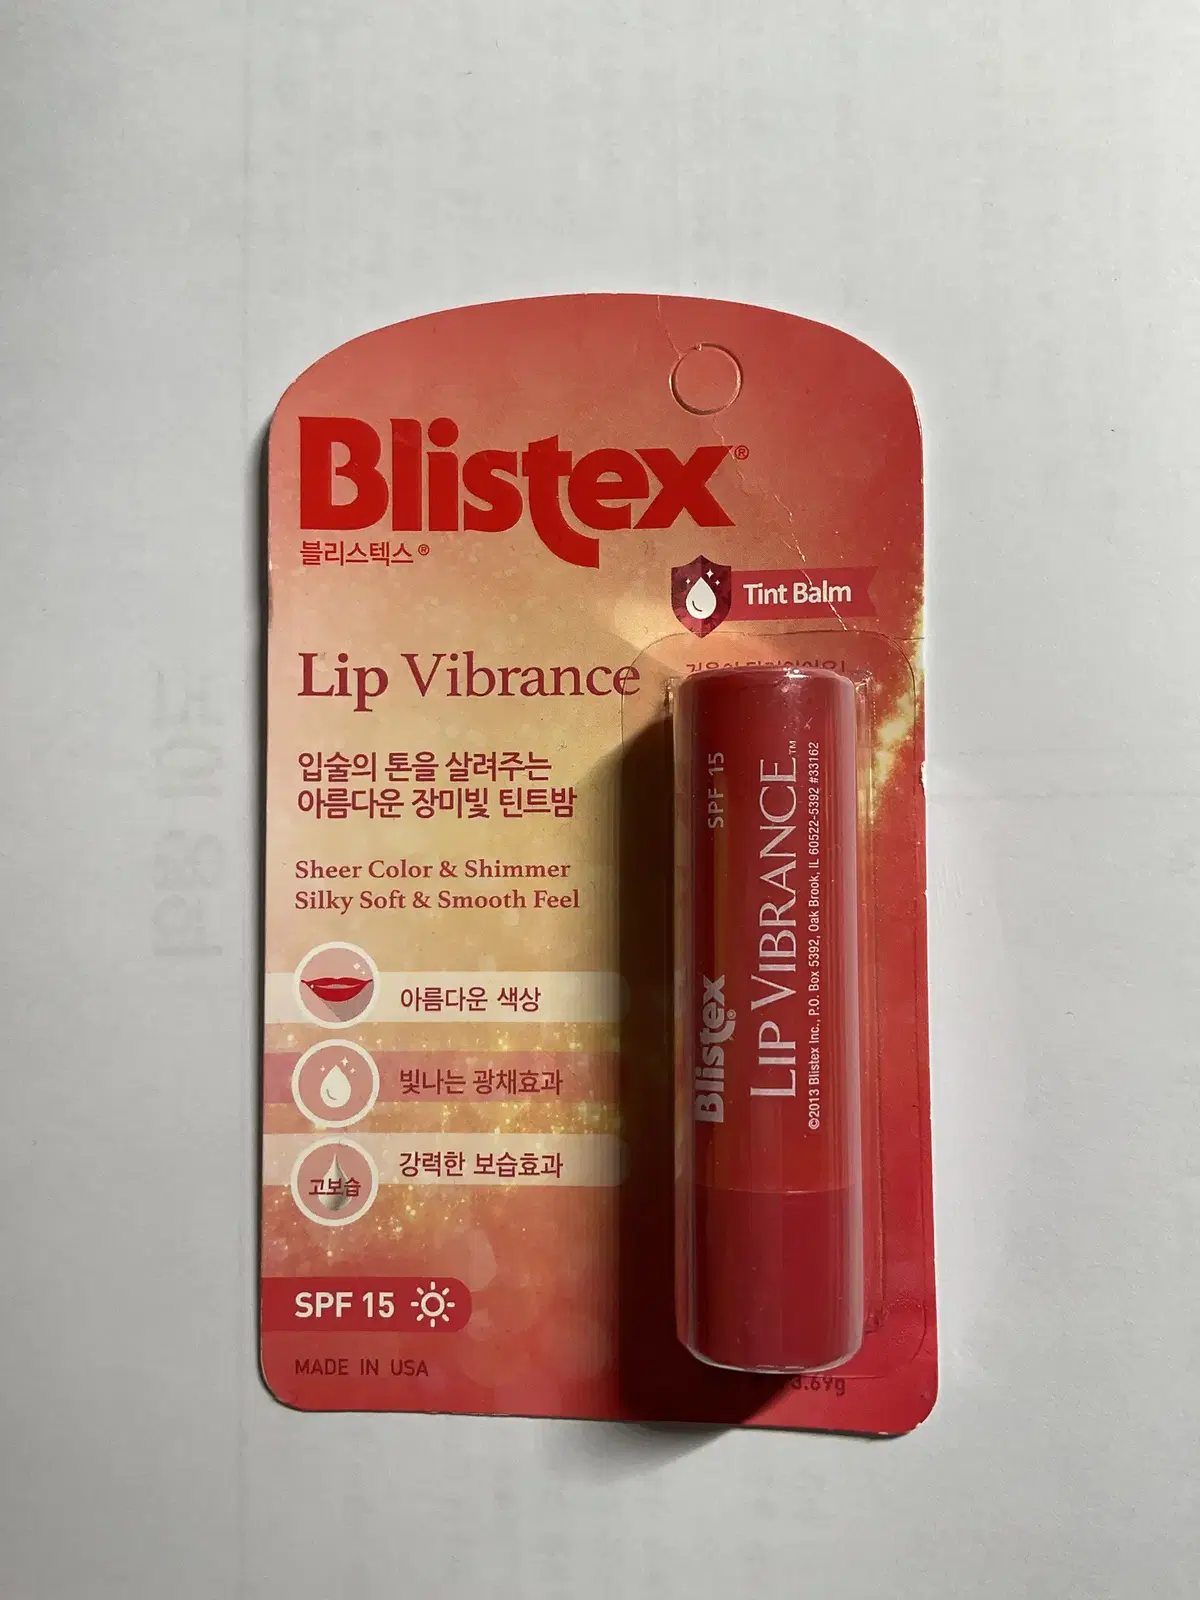 Blistex®
블리스텍스®
Tint Balm
Lip Vibrance
입술의 톤을 살려주는
아름다운 장미빛 틴트밤
Sheer Color & Shimmer
Silky Soft & Smooth Feel
아름다운 색상
빛나는 광채효과
고보습
강력한 보습효과
SPF 15
MADE IN USA
3.69g
SPF 15
Blistex®
LIP VIBRANCE™
©2013 Blistex Inc., P.O. Box 5392, Oak Brook, IL 60522-5392 #33162